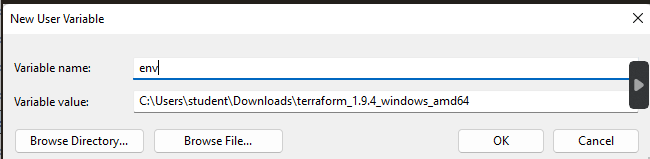 New User Variable
Variable name:
env
Variable value:
C:\Users\student\Downloads\terraform_1.9.4_windows_amd64
Browse Directory...
Browse File...
OK
Cancel